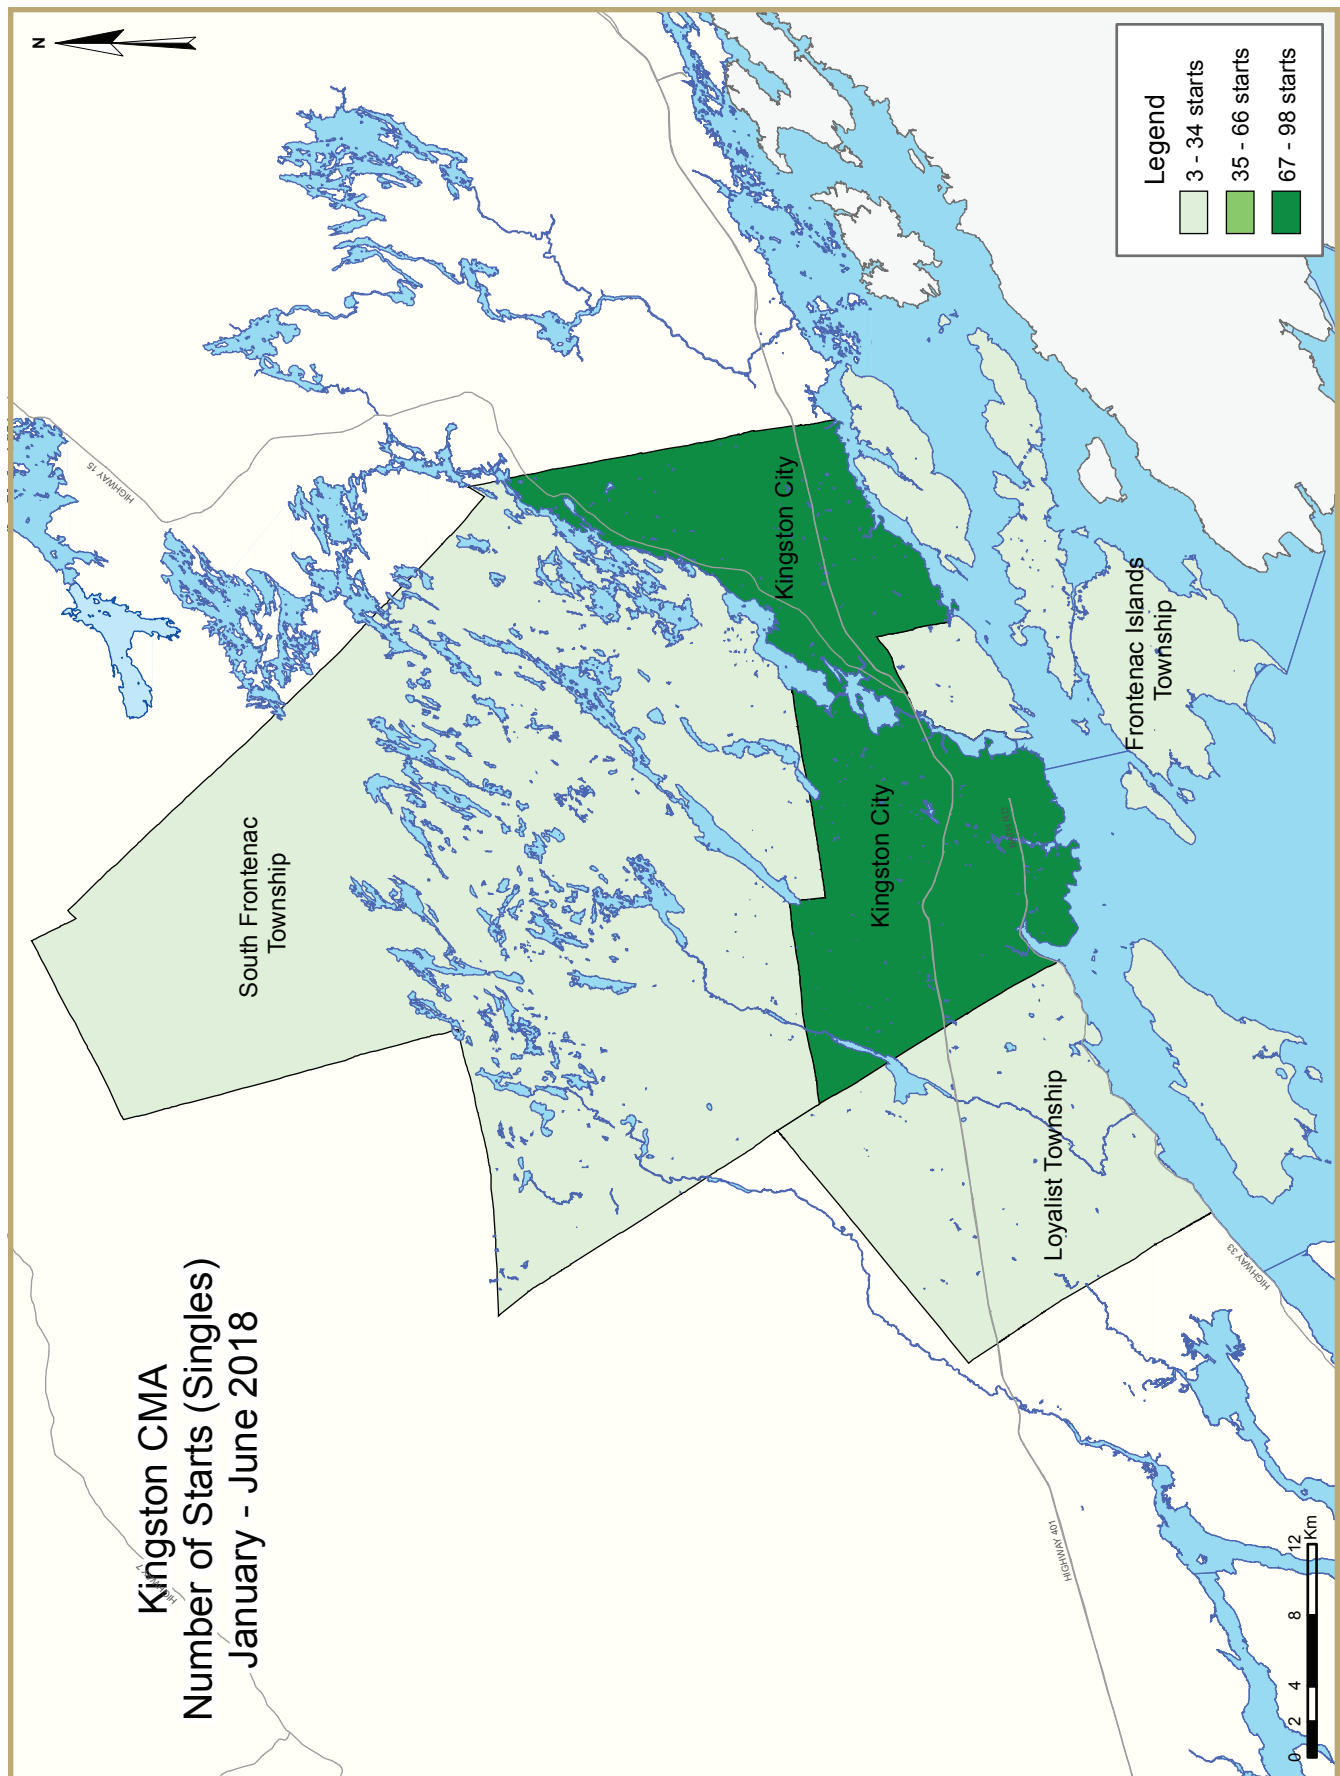 Kingston CMA
Number of Starts (Singles)
January - June 2018
HIGHWAY 7
N
HIGHWAY 15
South Frontenac
Township
Kingston City
Kingston City
Loyalist Township
Frontenac Islands
Township
HIGHWAY 33
HIGHWAY 401
Legend
3 - 34 starts
35 - 66 starts
67 - 98 starts
0 2 4 8 12
Km